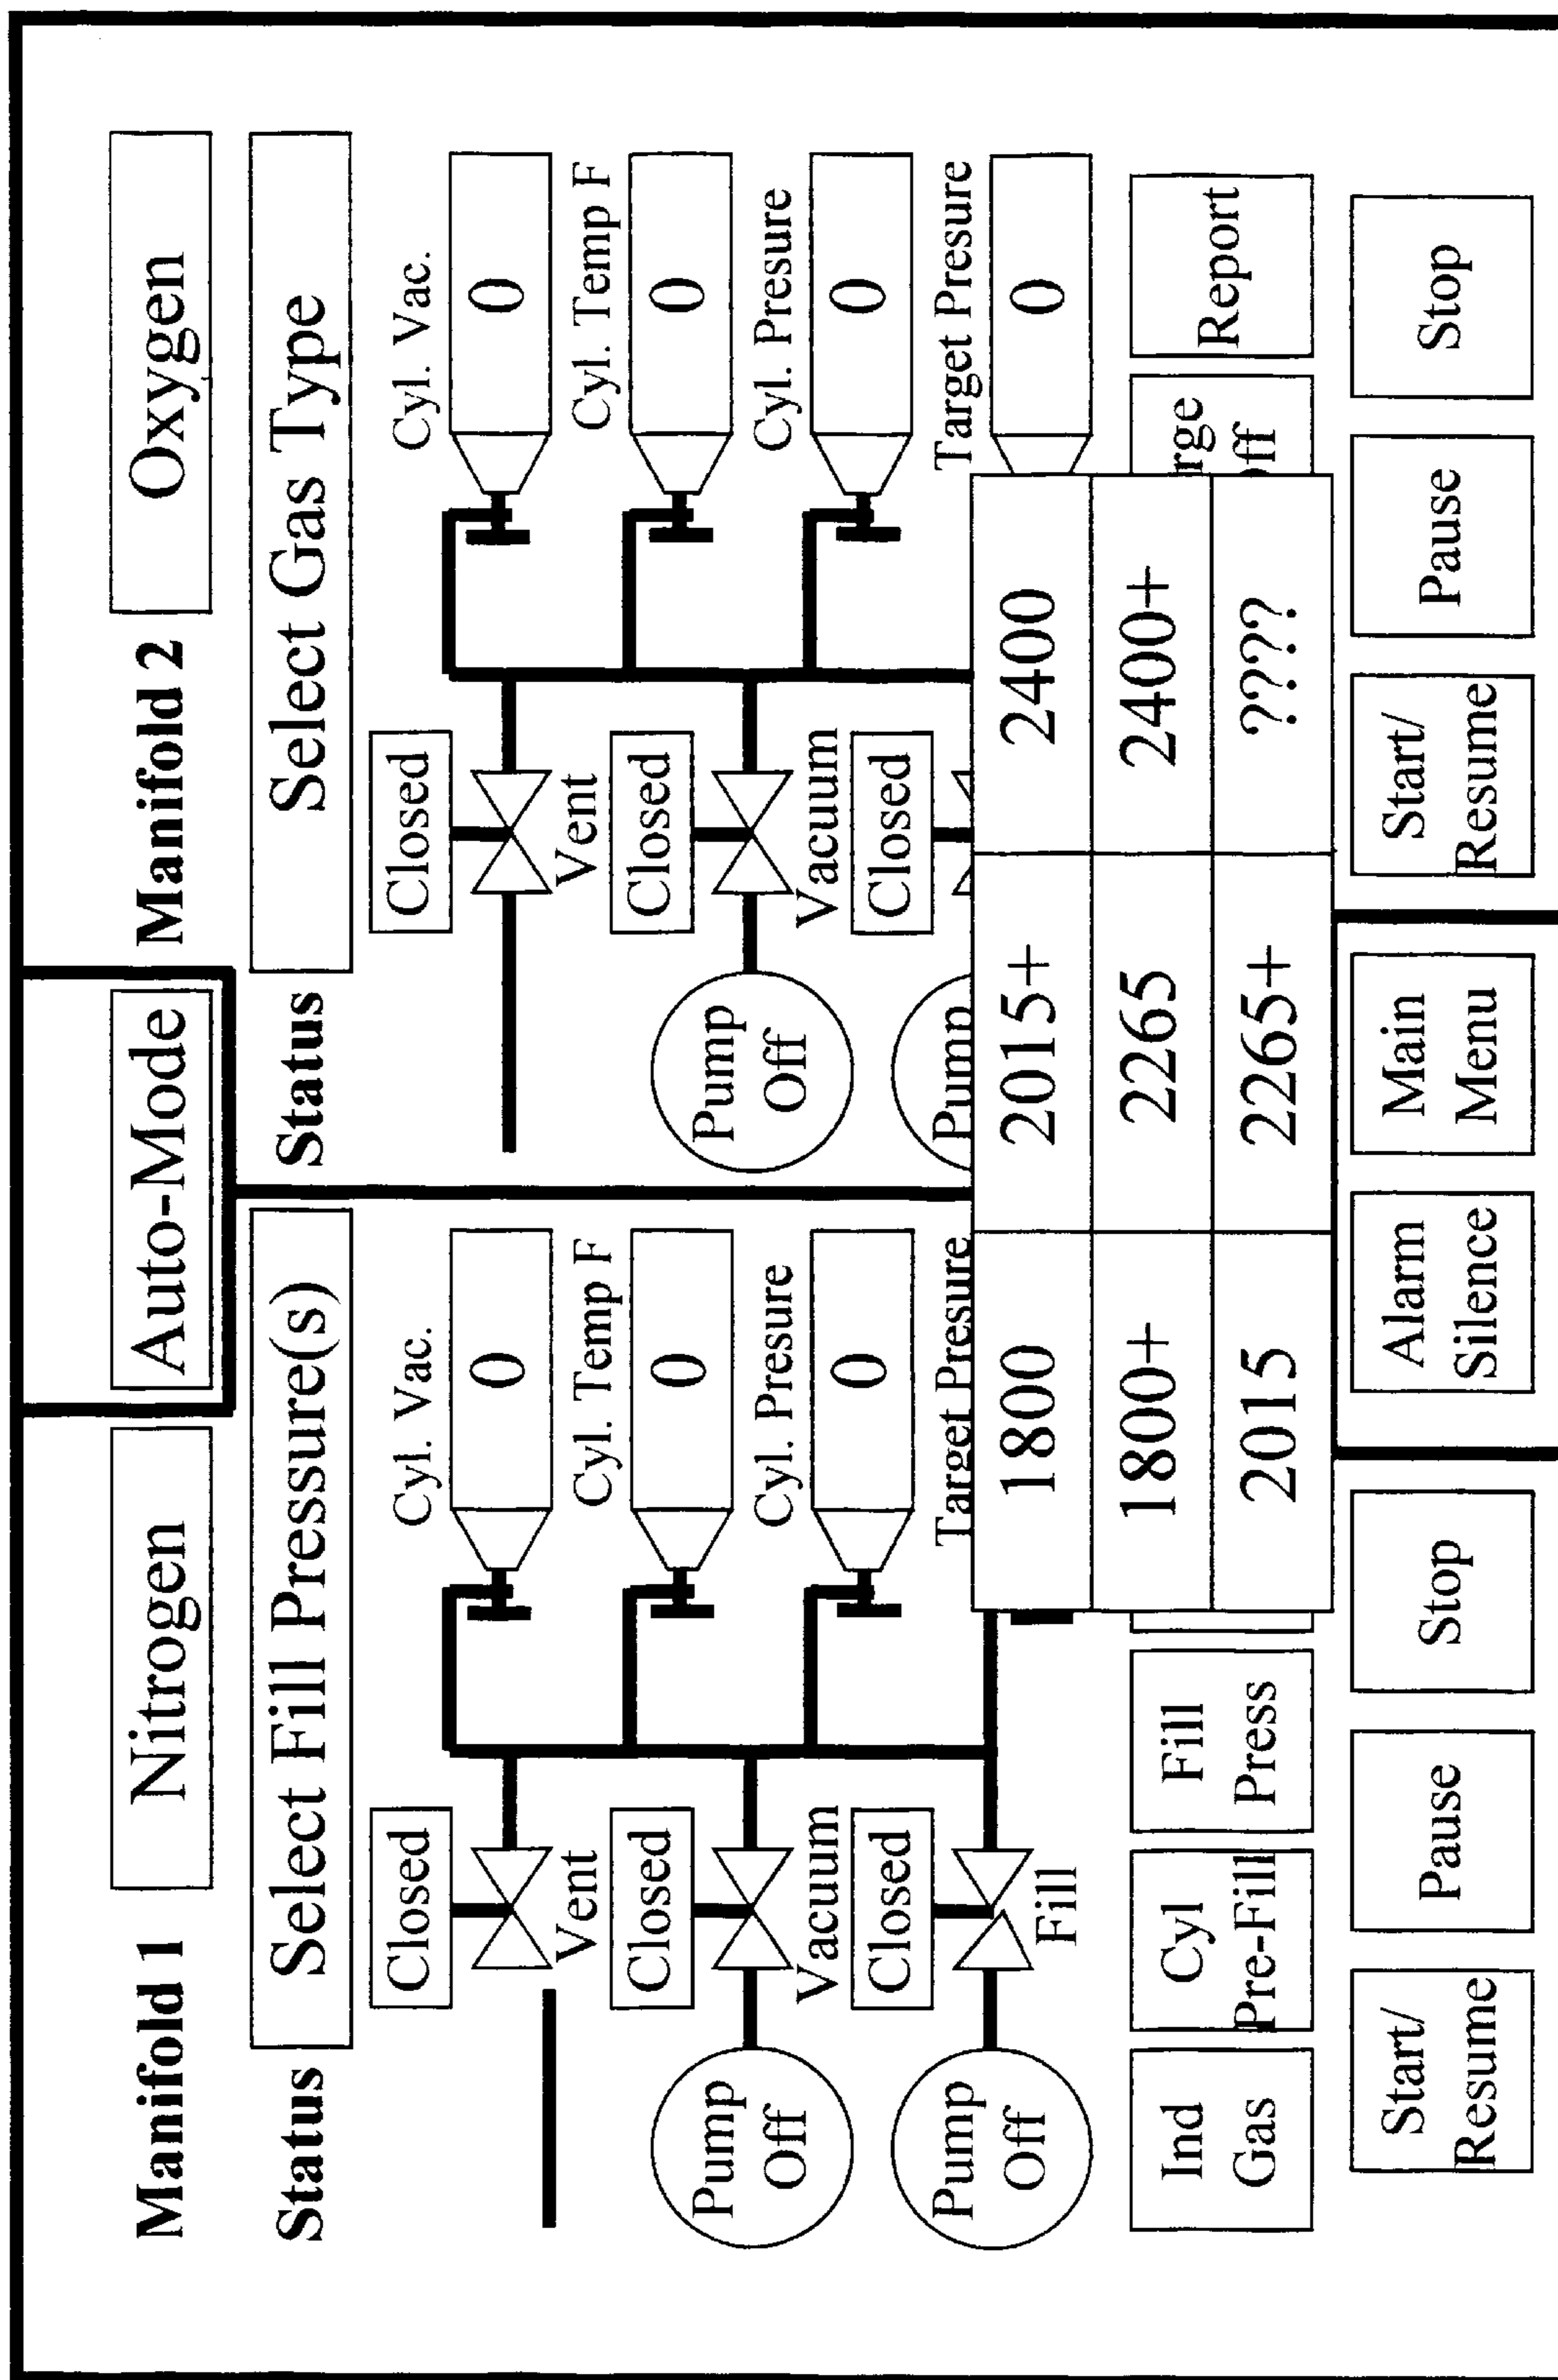 Manifold 1
Nitrogen
Auto-Mode
Manifold 2
Oxygen
Status
Select Fill Pressure(s)
Status
Select Gas Type
Closed
Vent
Cyl. Vac.
0
Closed
Vent
Cyl. Vac.
0
Pump
Off
Closed
Vacuum
Cyl. Temp F
0
Pump
Off
Closed
Vacuum
Cyl. Temp F
0
Pump
Off
Closed
Fill
Cyl. Presure
0
Pump
Closed
Cyl. Presure
0
Target Presure
Target Presure
0
1800
2015+
2400
1800+
2265
2400+
2015
2265+
????
Ind
Gas
Cyl
Pre-Fill
Fill
Press
rge
Off
Report
Start/
Resume
Pause
Stop
Alarm
Silence
Main
Menu
Start/
Resume
Pause
Stop